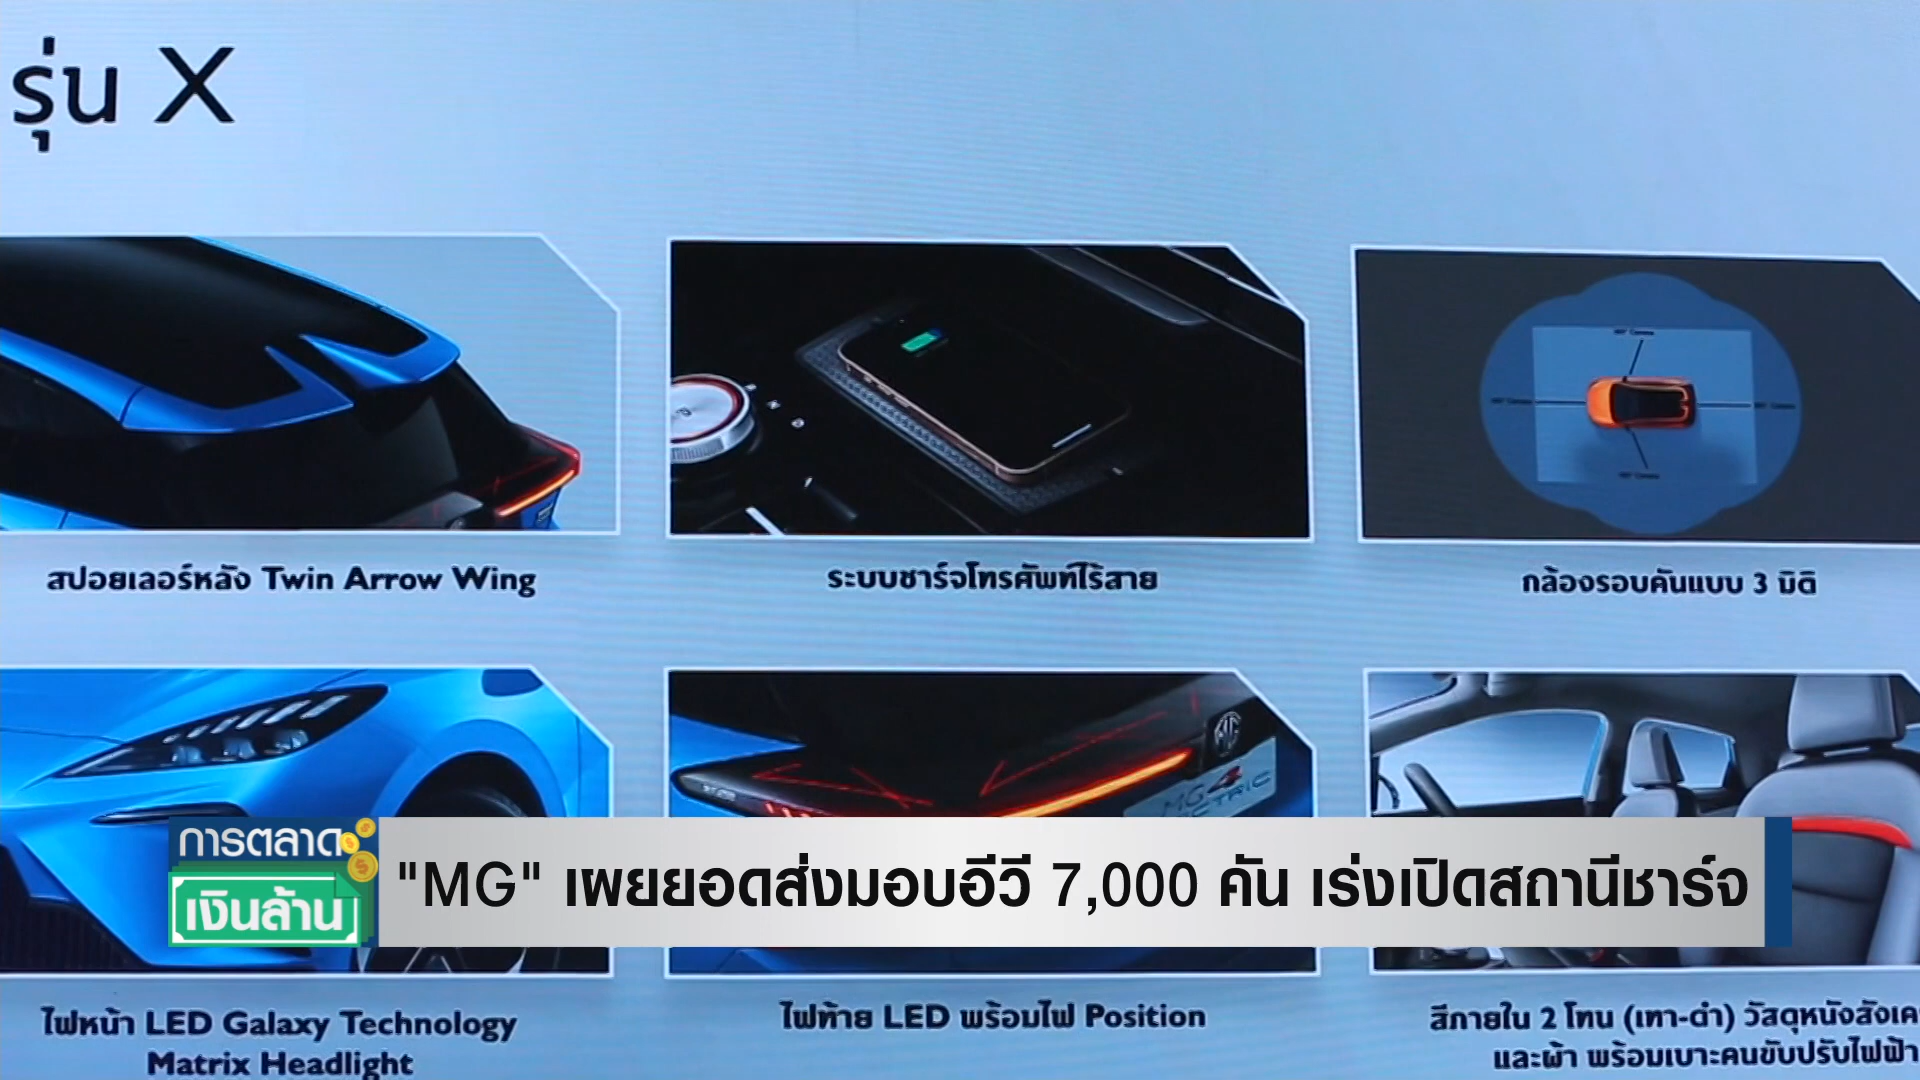 รุ่น X
สปอยเลอร์หลัง Twin Arrow Wing
ระบบชาร์จโทรศัพท์ไร้สาย
กล้องรอบคันแบบ 3 มิติ
MG
การตลาด
เงินล้าน
"MG" เผยยอดส่งมอบอีวี 7,000 คัน เร่งเปิดสถานีชาร์จ
ไฟหน้า LED Galaxy Technology
Matrix Headlight
ไฟท้าย LED พร้อมไฟ Position
สีภายใน 2 โทน (เทา-ดำ) วัสดุหนังสังเค
และผ้า พร้อมเบาะคนขับปรับไฟฟ้า